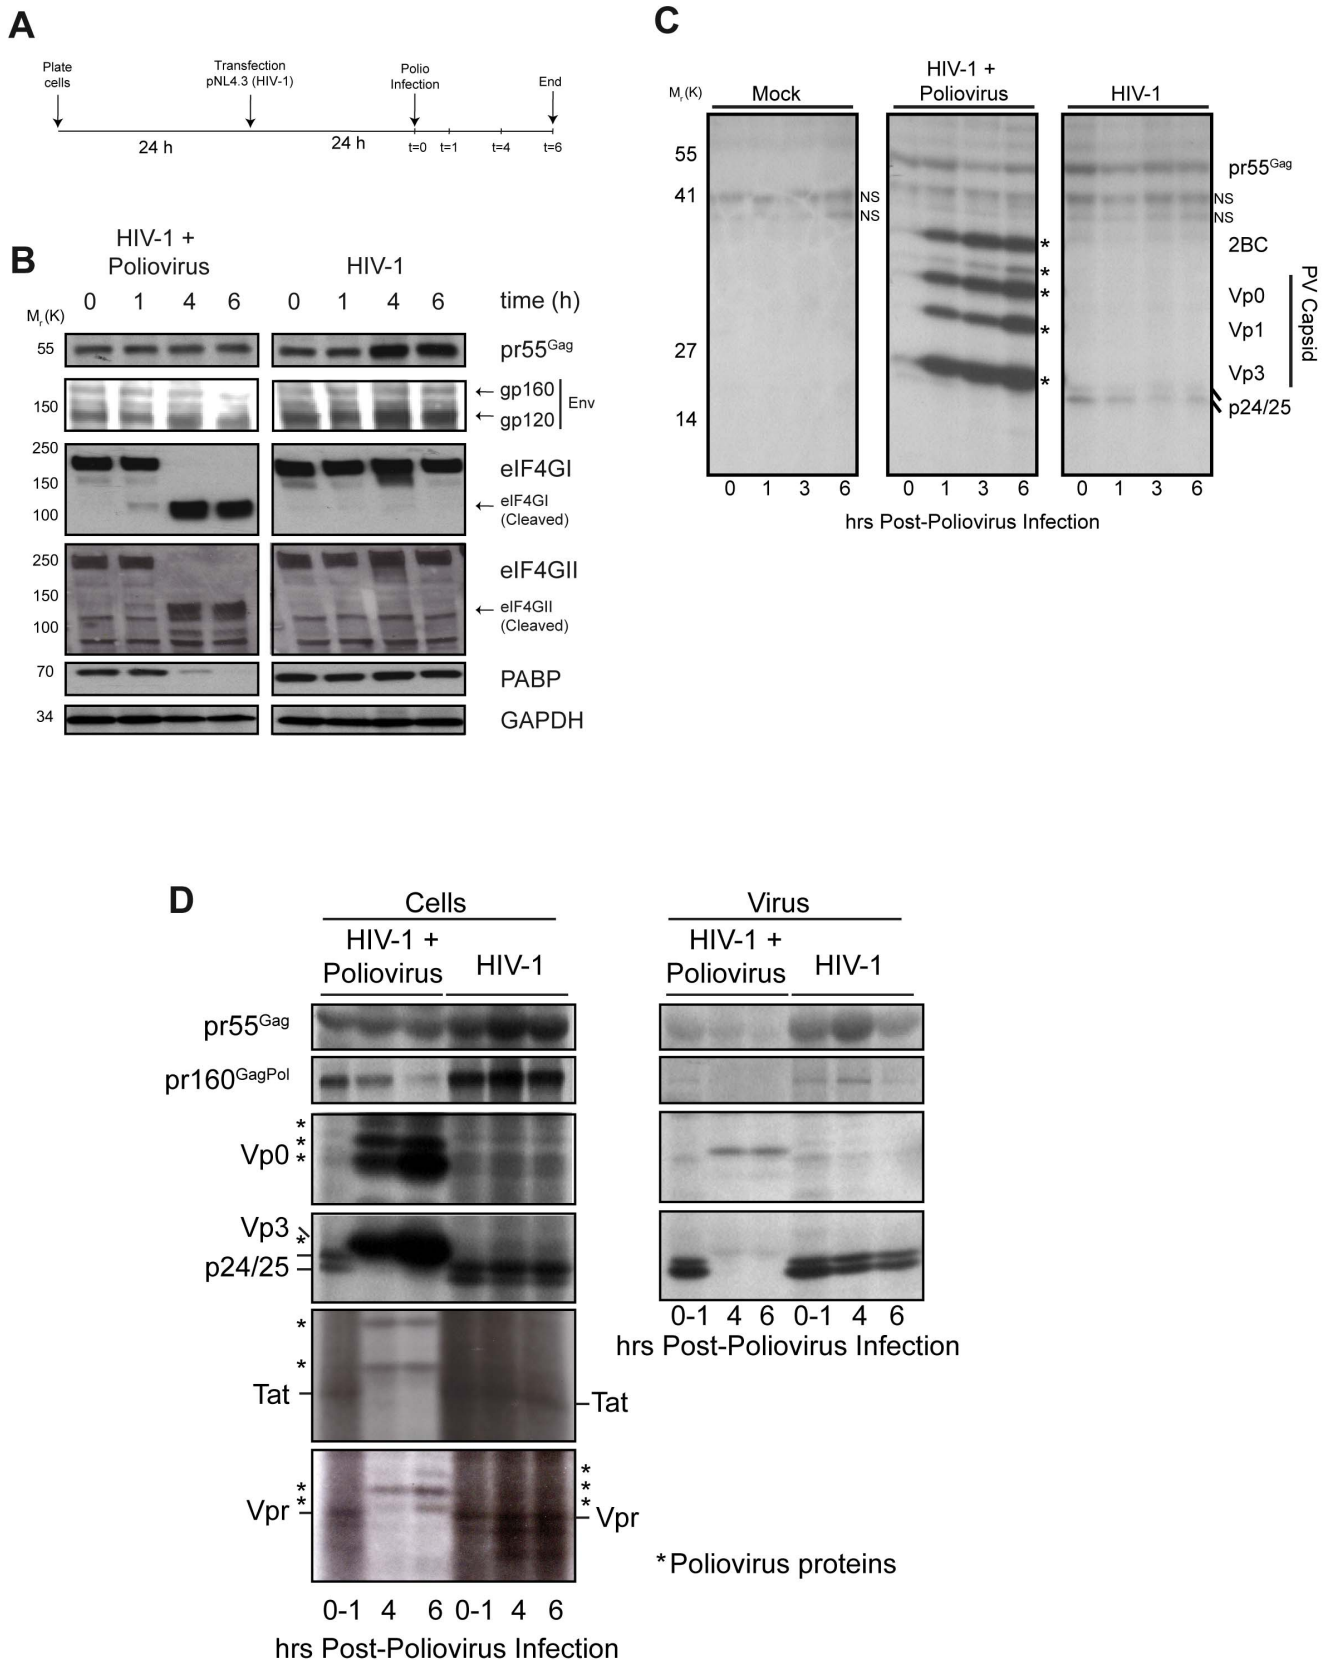 A
Plate
cells
Transfection
pNL4.3 (HIV-1)
Polio
Infection
End
24 h
24 h
t=0 t=1 t=4 t=6
B
HIV-1 +
Poliovirus
HIV-1
0 1 4 6 0 1 4 6 time (h)
Mr(K)
55
pr55Gag
150
gp160
gp120
Env
250
150
100
eIF4GI
eIF4GI
(Cleaved)
250
150
100
eIF4GII
eIF4GII
(Cleaved)
70
PABP
34
GAPDH
C
Mr(K)
Mock
HIV-1 +
Poliovirus
HIV-1
55
41
27
14
NS
NS
*
*
*
*
*
NS
NS
pr55Gag
2BC
Vp0
Vp1
Vp3
PV Capsid
p24/25
0 1 3 6 0 1 3 6 0 1 3 6
hrs Post-Poliovirus Infection
D
Cells
HIV-1 +
Poliovirus
HIV-1
Virus
HIV-1 +
Poliovirus
HIV-1
pr55Gag
pr160GagPol
*
*
Vp0 *
Vp3
*
p24/25
*
*
Tat
Tat
*
*
Vpr
*
*
*
Vpr
0-1 4 6 0-1 4 6
hrs Post-Poliovirus Infection
0-1 4 6 0-1 4 6
hrs Post-Poliovirus Infection
*Poliovirus proteins